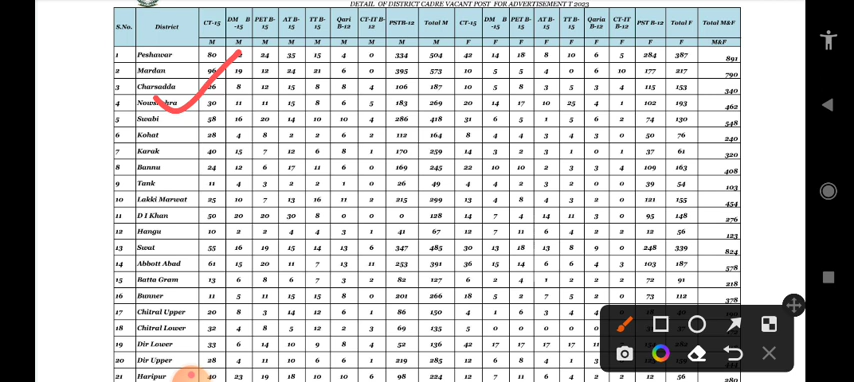 DETAIL OF DISTRICT CADRE VACANT POST FOR ADVERTISEMENT T 2023
S.No. District CT-15 DM B-15 PET B-15 AT B-15 TT B-15 Qari B-12 CT-IT B-12 PSTB-12 Total M CT-15 DM B-15 PET B-15 AT B-15 TT B-15 Qaria B-12 CT-IT B-12 PST B-12 Total F Total M&F
M M M M M M M M M F F F F F F F F F M&F
1 Peshawar 80 24 35 15 4 0 334 504 42 14 18 8 10 6 5 284 387 891
2 Mardan 96 19 12 24 21 6 0 395 573 10 5 5 4 0 6 10 177 217 790
3 Charsadda 26 8 12 15 8 8 4 106 187 10 5 8 3 5 3 4 115 153 340
4 Nowshehra 30 11 11 15 8 6 5 183 269 20 14 17 10 25 4 1 102 193 462
5 Swabi 58 16 20 14 10 10 4 286 418 31 6 5 1 5 6 2 74 130 548
6 Kohat 28 4 8 2 2 6 2 112 164 8 4 4 3 4 3 0 50 76 240
7 Karak 40 15 7 12 6 8 1 170 259 14 3 2 3 1 0 1 37 61 320
8 Bannu 24 12 6 17 11 6 0 169 245 22 10 10 2 3 3 4 109 163 408
9 Tank 11 4 3 2 2 1 0 26 49 4 4 2 3 2 0 0 39 54 103
10 Lakki Marwat 25 10 7 13 16 11 2 215 299 13 4 8 4 3 2 0 121 155 454
11 D I Khan 50 20 20 30 8 0 0 0 128 14 7 4 14 11 3 0 95 148 276
12 Hangu 10 2 2 4 4 3 1 41 67 12 7 11 6 4 2 2 12 56 123
13 Swat 55 16 19 15 14 13 6 347 485 30 13 18 13 8 9 0 248 339 824
14 Abbott Abad 61 15 20 11 7 13 11 253 391 36 15 14 6 6 4 3 103 187 578
15 Batta Gram 13 6 8 6 7 3 2 82 127 6 2 4 1 2 2 2 72 91 218
16 Bunner 11 5 11 15 15 8 0 201 266 18 5 2 7 5 2 0 73 112 378
17 Chitral Upper 20 8 3 14 12 6 1 86 150 4 1 6 3 4 4
18 Chitral Lower 32 4 8 5 12 2 3 69 135 5 0 0 0 0
19 Dir Lower 33 6 14 10 9 8 4 52 136 42 17 17 17 17 11
20 Dir Upper 28 4 11 10 6 6 1 219 285 12 6 8 4 1 3
21 Haripur 40 23 19 18 10 10 6 98 224 12 7 11 6 4 2 2 12 56 280